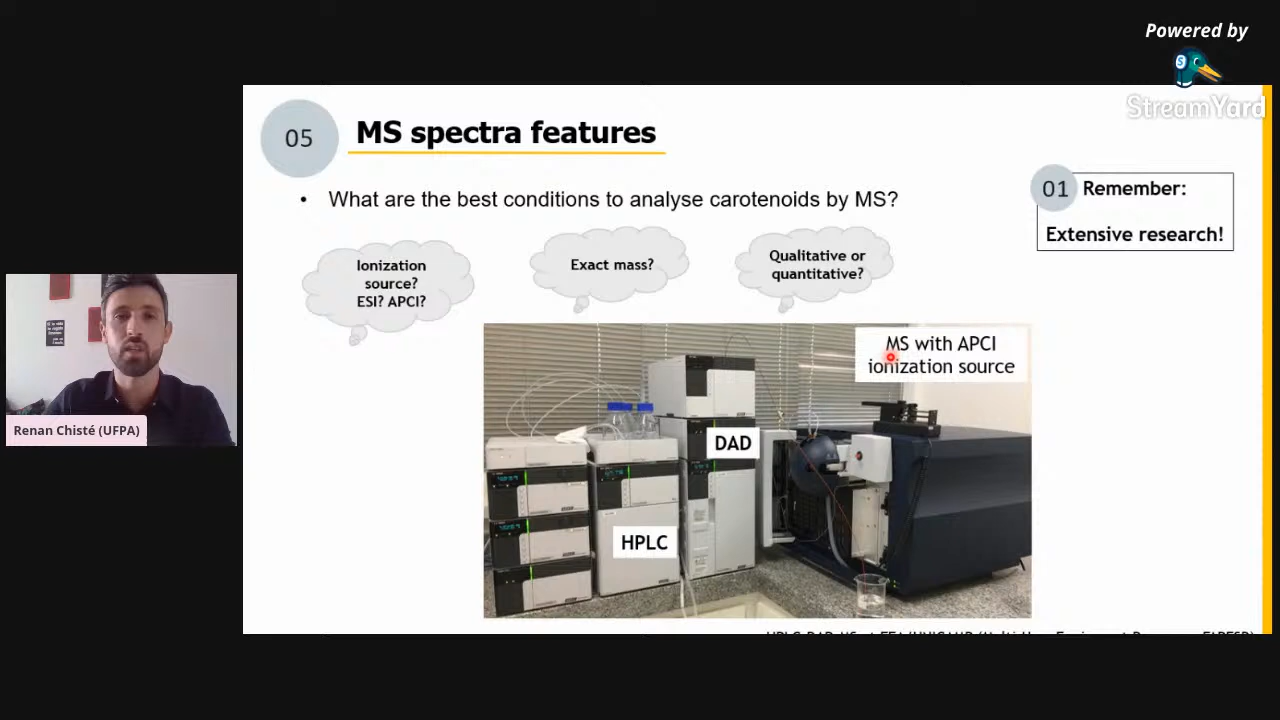 Powered by
StreamYard
05
MS spectra features
• What are the best conditions to analyse carotenoids by MS?
01
Remember:
Extensive research!
Ionization
source?
ESI? APCI?
Exact mass?
Qualitative or
quantitative?
MS with APCI
ionization source
DAD
HPLC
Renan Chisté (UFPA)